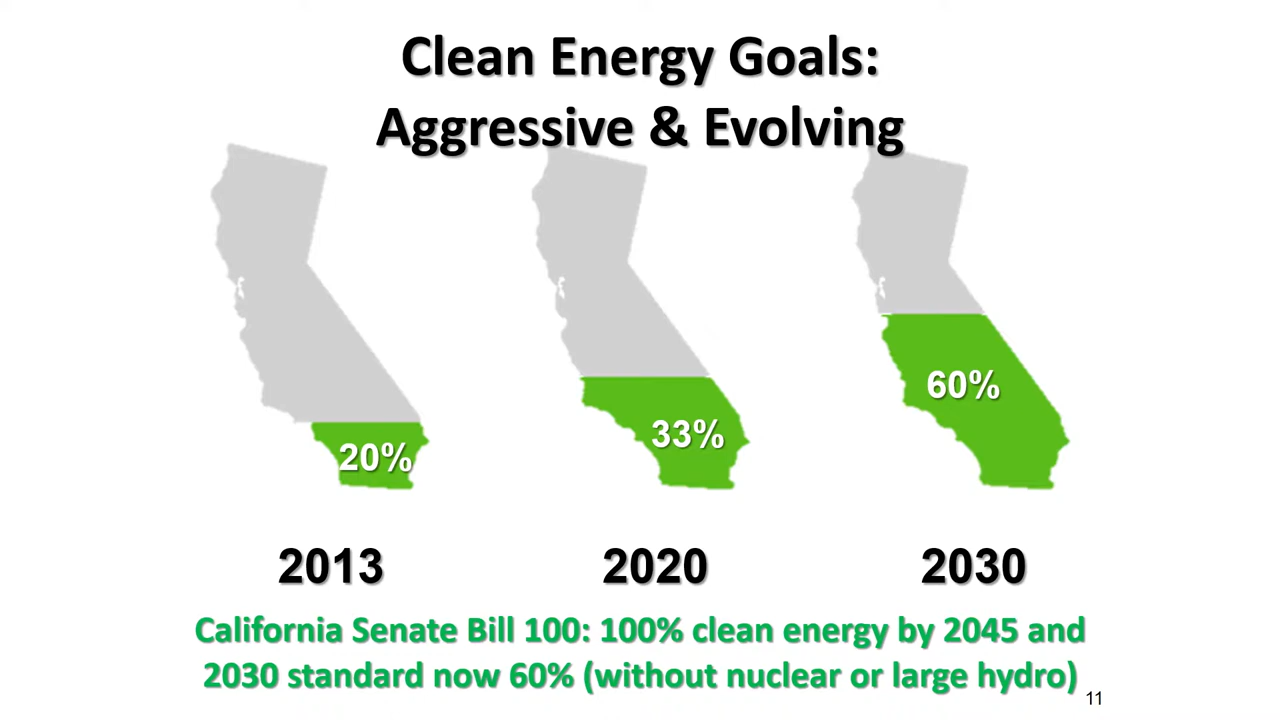 Clean Energy Goals:
Aggressive & Evolving
20%
33%
60%
2013
2020
2030
California Senate Bill 100: 100% clean energy by 2045 and
2030 standard now 60% (without nuclear or large hydro)
11